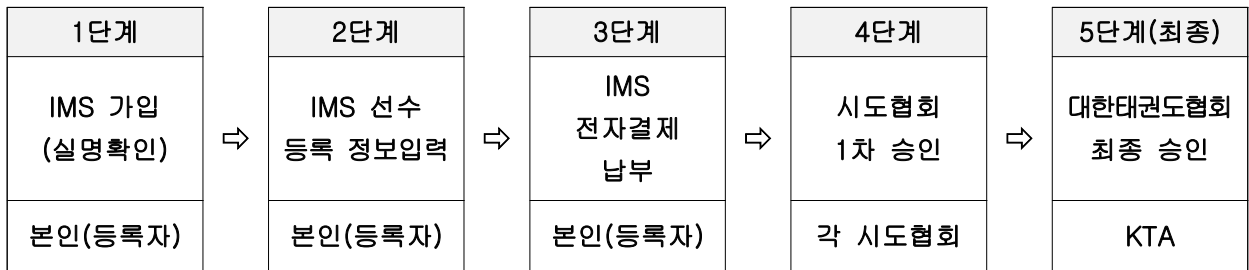 1단계
IMS 가입
(실명확인)
본인(등록자)
⇨
2단계
IMS 선수
등록 정보입력
본인(등록자)
⇨
3단계
IMS
전자결제
납부
본인(등록자)
⇨
4단계
시도협회
1차 승인
각 시도협회
⇨
5단계(최종)
대한태권도협회
최종 승인
KTA